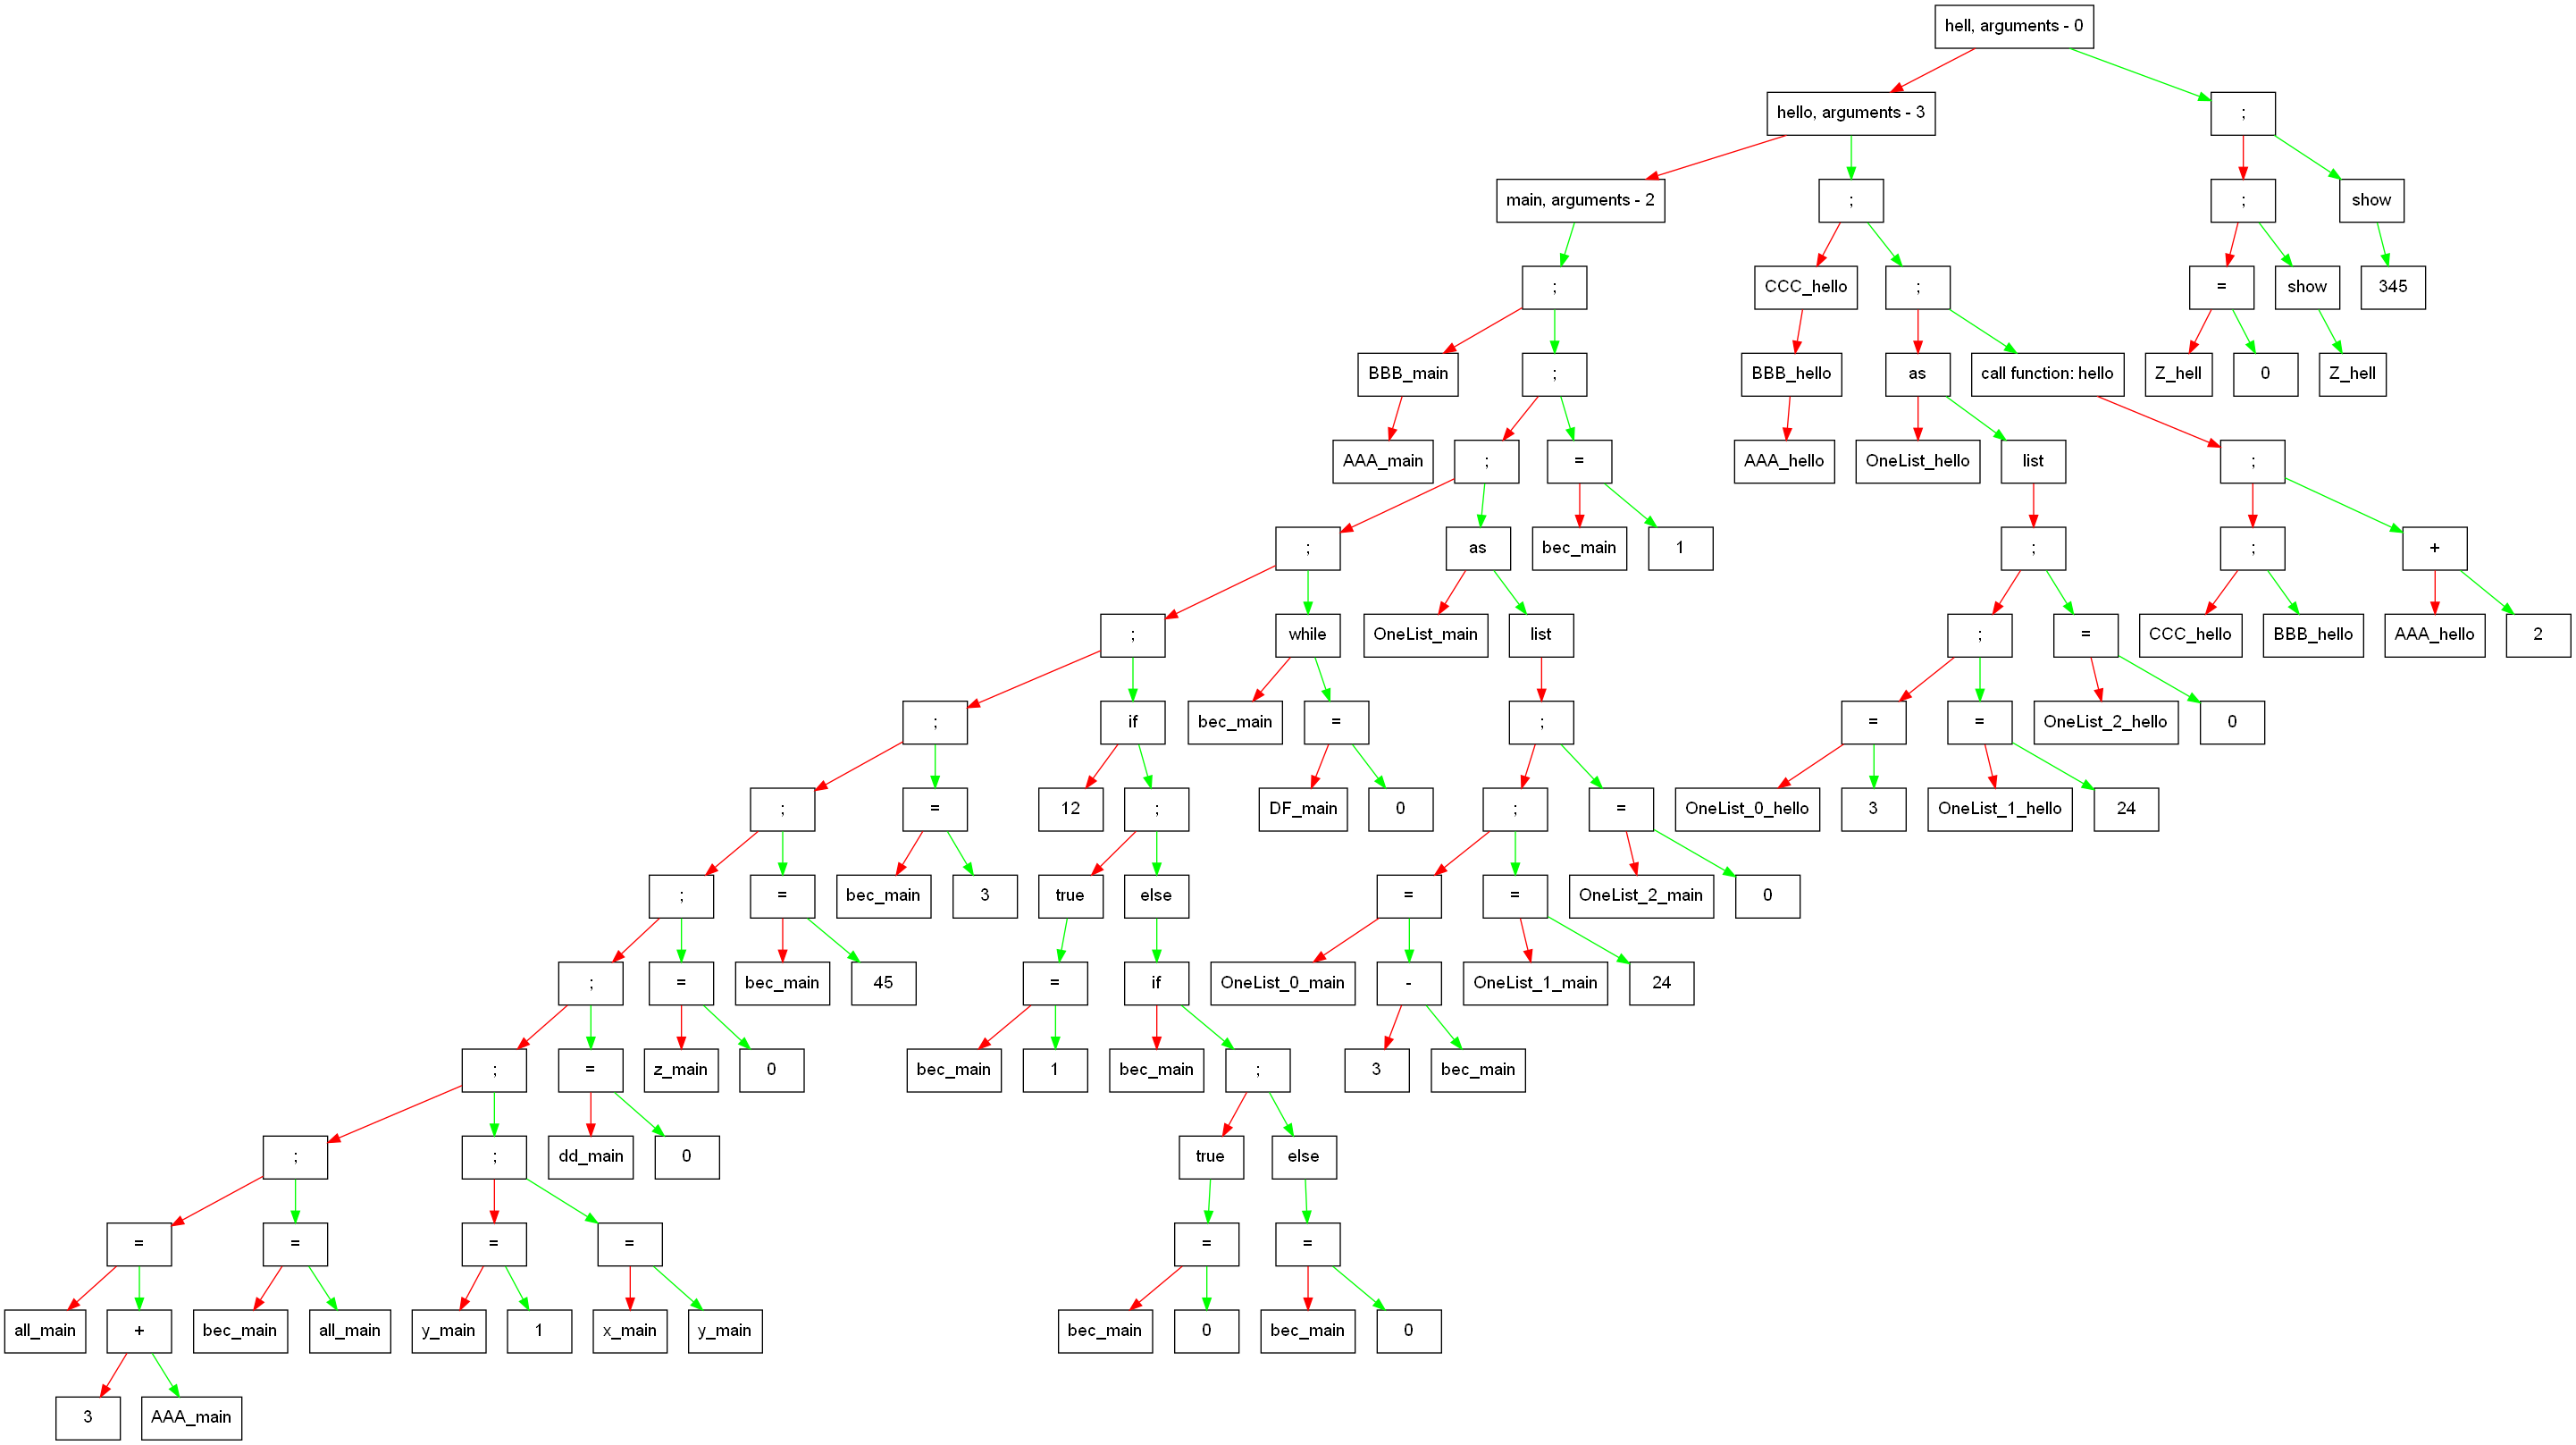 hell, arguments - 0
hello, arguments - 3
;
main, arguments - 2
;
;
show
;
CCC_hello
;
=
show
345
BBB_main
;
BBB_hello
as
call function: hello
Z_hell
0
Z_hell
AAA_main
;
=
AAA_hello
OneList_hello
list
;
;
as
bec_main
1
;
;
+
;
while
OneList_main
list
;
=
CCC_hello
BBB_hello
AAA_hello
2
;
if
bec_main
=
;
=
=
OneList_2_hello
0
;
=
12
;
DF_main
0
;
=
OneList_0_hello
3
OneList_1_hello
24
;
=
bec_main
3
true
else
=
=
OneList_2_main
0
;
=
bec_main
45
=
if
OneList_0_main
-
OneList_1_main
24
;
=
z_main
0
bec_main
1
bec_main
;
3
bec_main
;
;
dd_main
0
true
else
=
=
=
=
=
=
all_main
+
bec_main
all_main
y_main
1
x_main
y_main
bec_main
0
bec_main
0
3
AAA_main